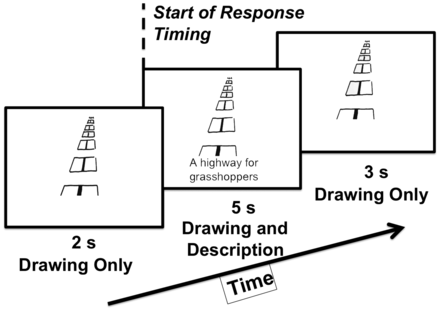 Start of Response
Timing
A highway for
grasshoppers
3 s
Drawing Only
5 s
Drawing and
Description
2 s
Drawing Only
Time